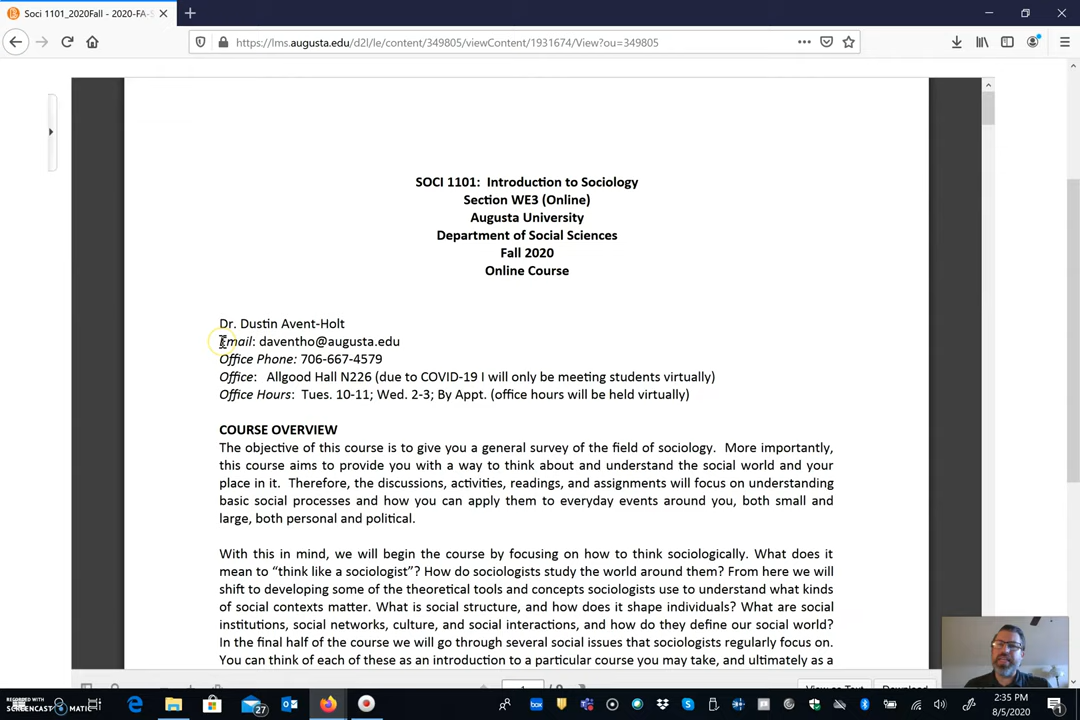 Soci 1101_2020Fall - 2020-FA-S
https://lms.augusta.edu/d2l/le/content/349805/viewContent/1931674/View?ou=349805
SOCI 1101: Introduction to Sociology
Section WE3 (Online)
Augusta University
Department of Social Sciences
Fall 2020
Online Course
Dr. Dustin Avent-Holt
Email: daventho@augusta.edu
Office Phone: 706-667-4579
Office: Allgood Hall N226 (due to COVID-19 I will only be meeting students virtually)
Office Hours: Tues. 10-11; Wed. 2-3; By Appt. (office hours will be held virtually)
COURSE OVERVIEW
The objective of this course is to give you a general survey of the field of sociology. More importantly,
this course aims to provide you with a way to think about and understand the social world and your
place in it. Therefore, the discussions, activities, readings, and assignments will focus on understanding
basic social processes and how you can apply them to everyday events around you, both small and
large, both personal and political.
With this in mind, we will begin the course by focusing on how to think sociologically. What does it
mean to “think like a sociologist”? How do sociologists study the world around them? From here we will
shift to developing some of the theoretical tools and concepts sociologists use to understand what kinds
of social contexts matter. What is social structure, and how does it shape individuals? What are social
institutions, social networks, culture, and social interactions, and how do they define our social world?
In the final half of the course we will go through several social issues that sociologists regularly focus on.
You can think of each of these as an introduction to a particular course you may take, and ultimately as a
View as Text
Download
RECORDED WITH
SCREENCAST MATIC
27
2:35 PM
8/5/2020